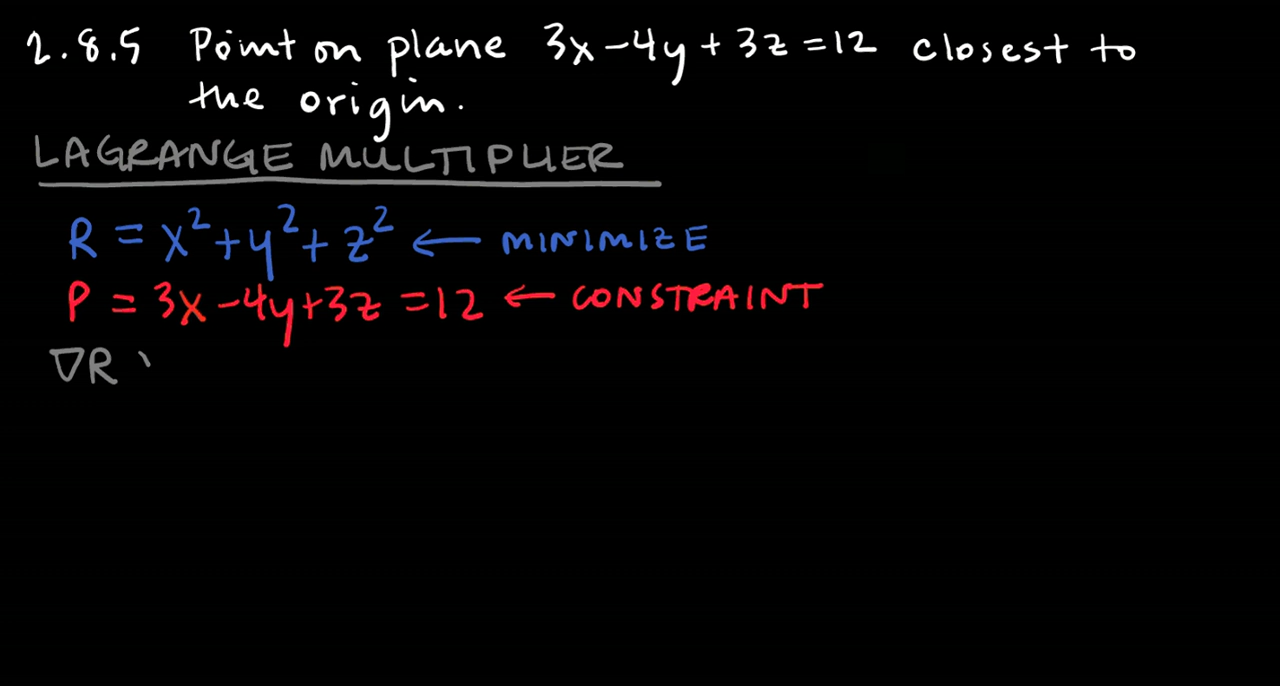 2.8.5 Point on plane 3x-4y+3z=12 closest to
the origin.
LAGRANGE MULTIPLIER
R = x²+y²+z² ← MINIMIZE
P = 3x-4y+3z =12 ← CONSTRAINT
∇R